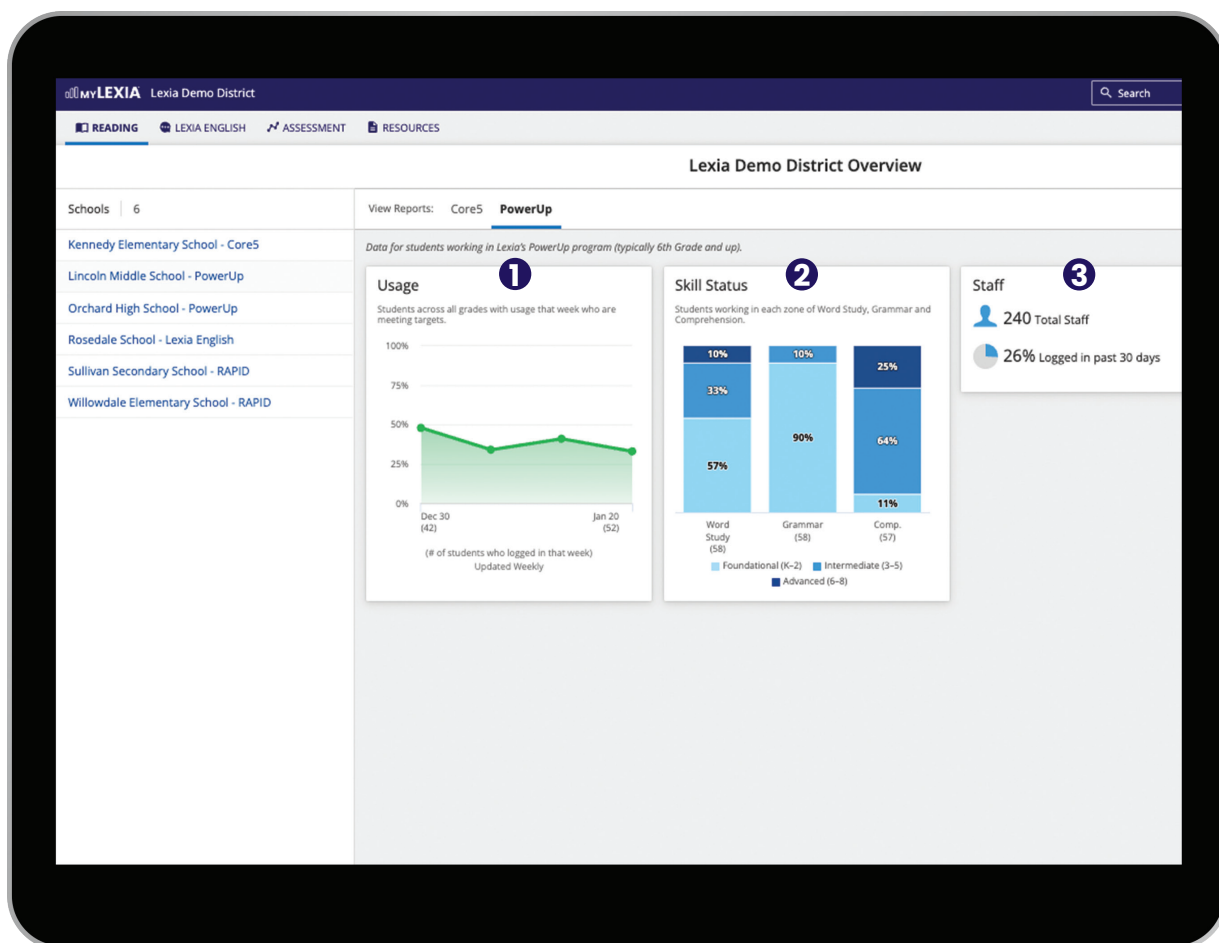 MYLEXIA Lexia Demo District
Search
READING LEXIA ENGLISH ASSESSMENT RESOURCES
Lexia Demo District Overview
Schools 6
Kennedy Elementary School - Core5
Lincoln Middle School - PowerUp
Orchard High School - PowerUp
Rosedale School - Lexia English
Sullivan Secondary School - RAPID
Willowdale Elementary School - RAPID
View Reports: Core5 PowerUp
Data for students working in Lexia's PowerUp program (typically 6th Grade and up).
1
Usage
Students across all grades with usage that week who are
meeting targets.
100%
75%
50%
25%
0%
Dec 30
(42)
Jan 20
(52)
(# of students who logged in that week)
Updated Weekly
2
Skill Status
Students working in each zone of Word Study, Grammar and
Comprehension.
10%
33%
57%
10%
90%
25%
64%
11%
Word
Study
(58)
Grammar
(58)
Comp.
(57)
Foundational (K–2) Intermediate (3–5)
Advanced (6–8)
3
Staff
240 Total Staff
26% Logged in past 30 days